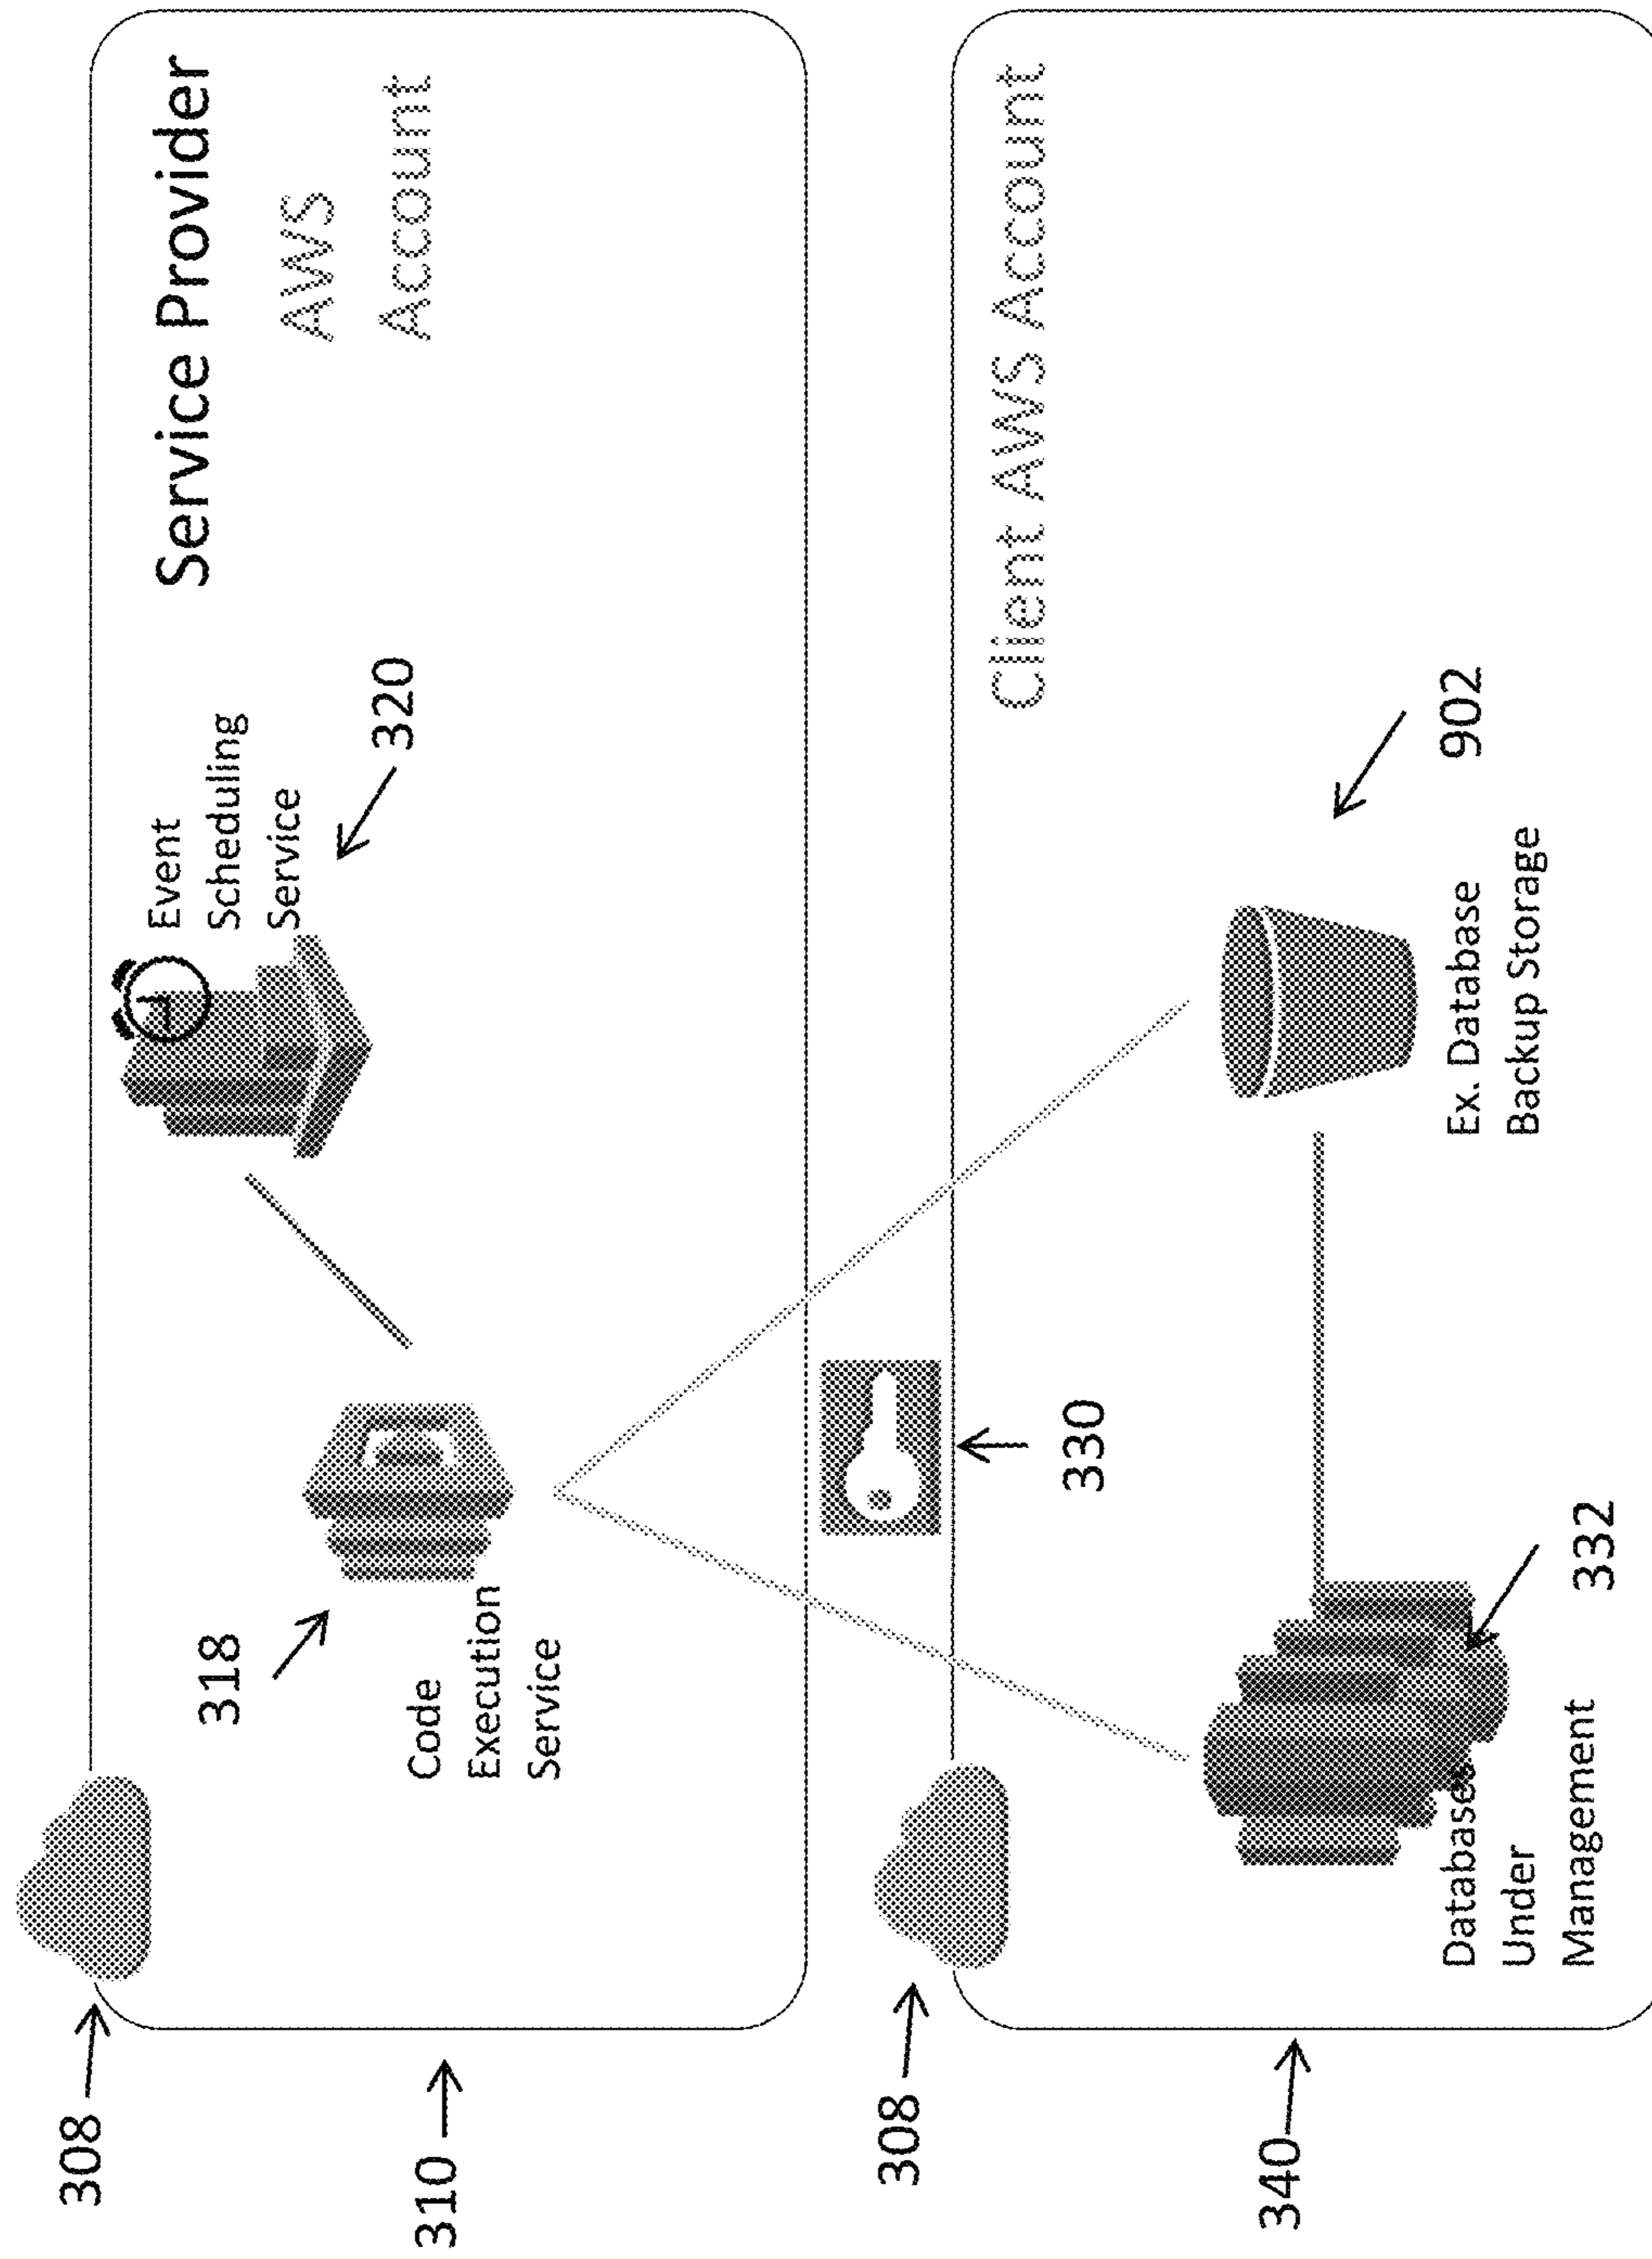 308
310
318
Code
Execution
Service
Event
Scheduling
Service
320
Service Provider
AWS
Account
330
308
340
Databases
Under
Management
332
Ex. Database
Backup Storage
902
Client AWS Account